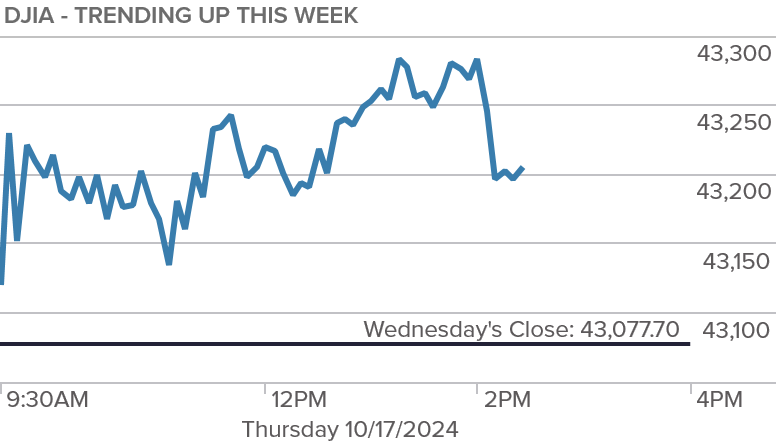 DJIA - TRENDING UP THIS WEEK
43,300
43,250
43,200
43,150
Wednesday's Close: 43,077.70 43,100
9:30AM 12PM 2PM 4PM
Thursday 10/17/2024